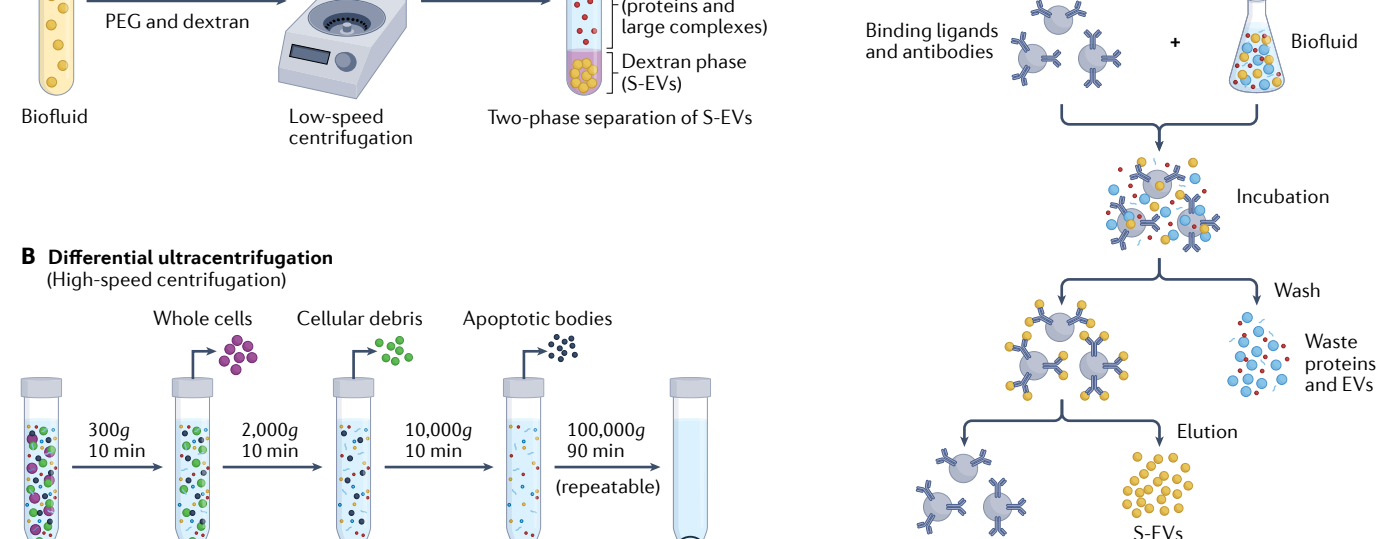 PEG and dextran
(proteins and
large complexes)
Dextran phase
(S-EVs)
Biofluid
Low-speed
centrifugation
Two-phase separation of S-EVs
B Differential ultracentrifugation
(High-speed centrifugation)
Whole cells
Cellular debris
Apoptotic bodies
300g
10 min
2,000g
10 min
10,000g
10 min
100,000g
90 min
(repeatable)
Binding ligands
and antibodies
+
Biofluid
Incubation
Wash
Waste
proteins
and EVs
Elution
S-EVs